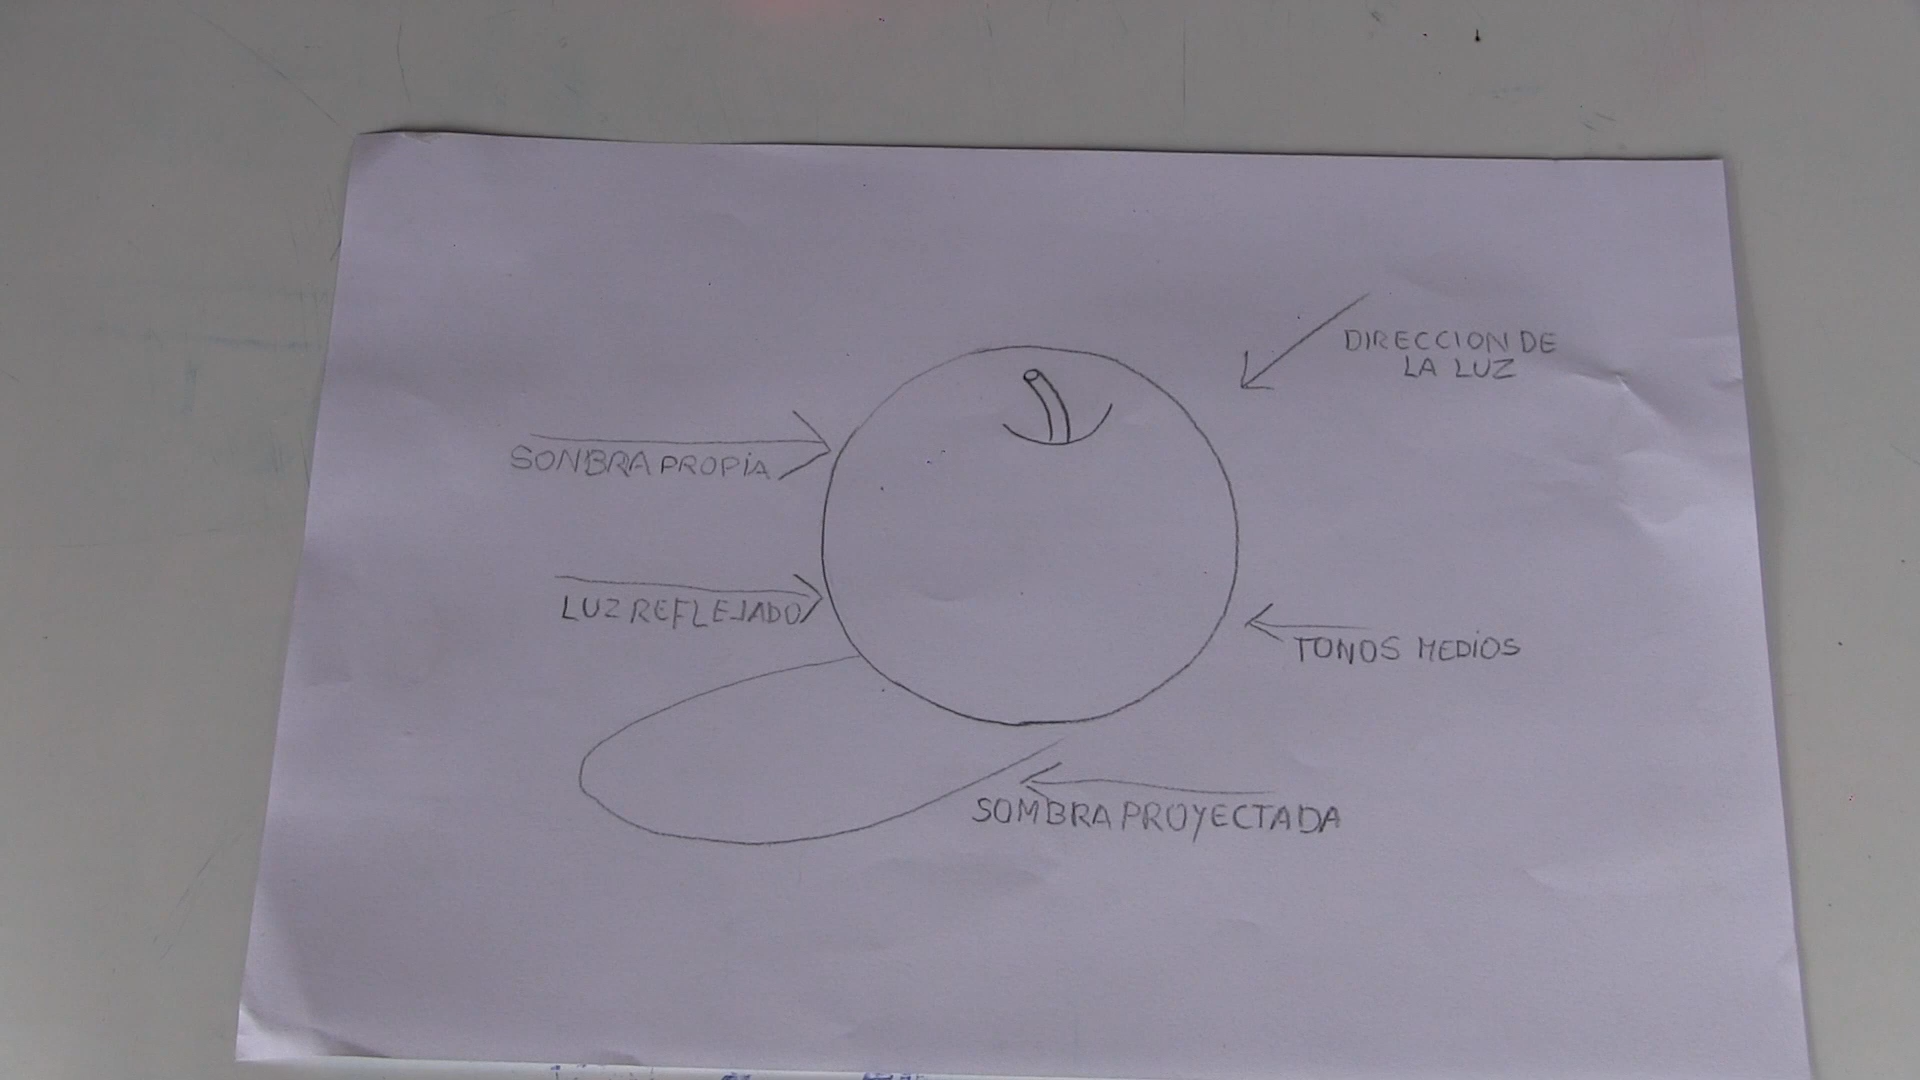 DIRECCION DE
LA LUZ
SONBRA PROPiA
LUZ REFLEJADO
TONOS MEDiOS
SOMBRA PROYECTADA